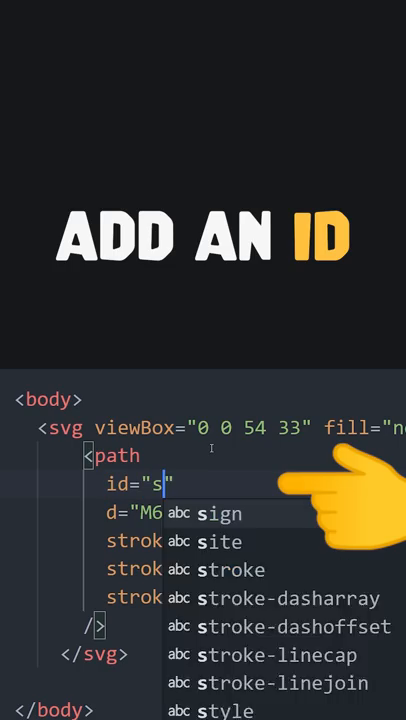 ADD AN ID
<body>
<svg viewBox="0 0 54 33" fill="n
<path
id="s"
d="M6
abc sign
abc site
strok
abc stroke
strok
abc stroke-dasharray
strok
abc stroke-dashoffset
/>
abc stroke-linecap
</svg>
abc stroke-linejoin
abc style
</body>